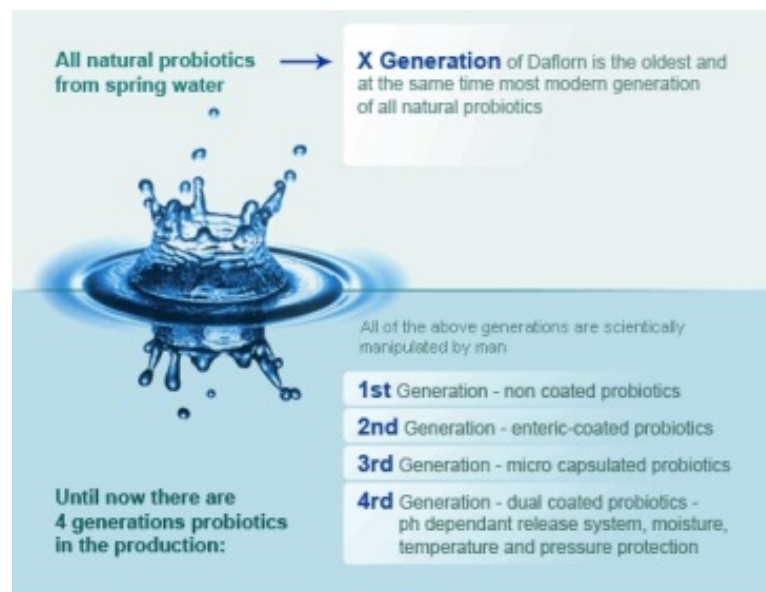 All natural probiotics
from spring water
X Generation of Daflorn is the oldest and
at the same time most modern generation
of all natural probiotics
All of the above generations are scientically
manipulated by man
1st Generation - non coated probiotics
2nd Generation - enteric-coated probiotics
3rd Generation - micro capsulated probiotics
4rd Generation - dual coated probiotics -
ph dependant release system, moisture,
temperature and pressure protection
Until now there are
4 generations probiotics
in the production: